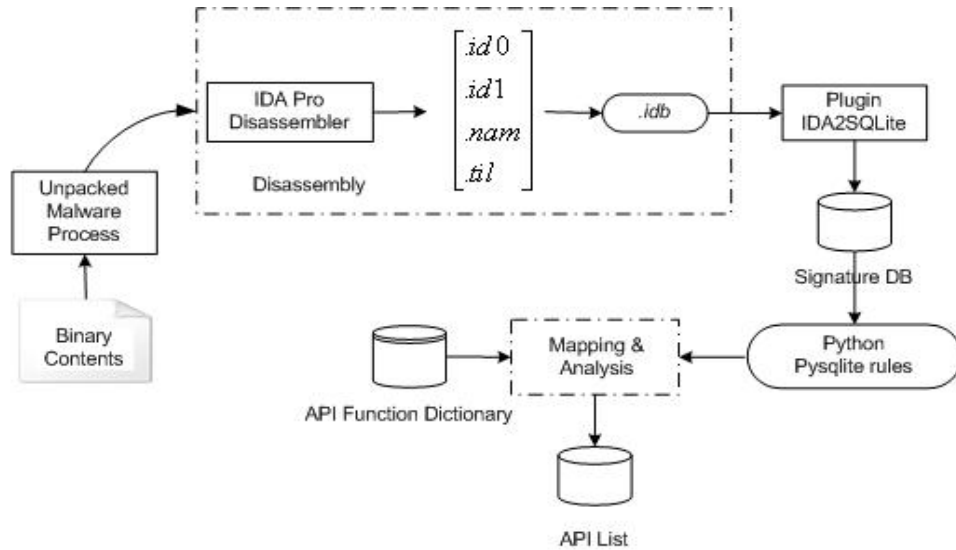 Binary
Contents
Unpacked
Malware
Process
IDA Pro
Disassembler
Disassembly
.id0
.id1
.nam
.til
.idb
Plugin
IDA2SQLite
Signature DB
Python
Pysqlite rules
Mapping &
Analysis
API Function Dictionary
API List